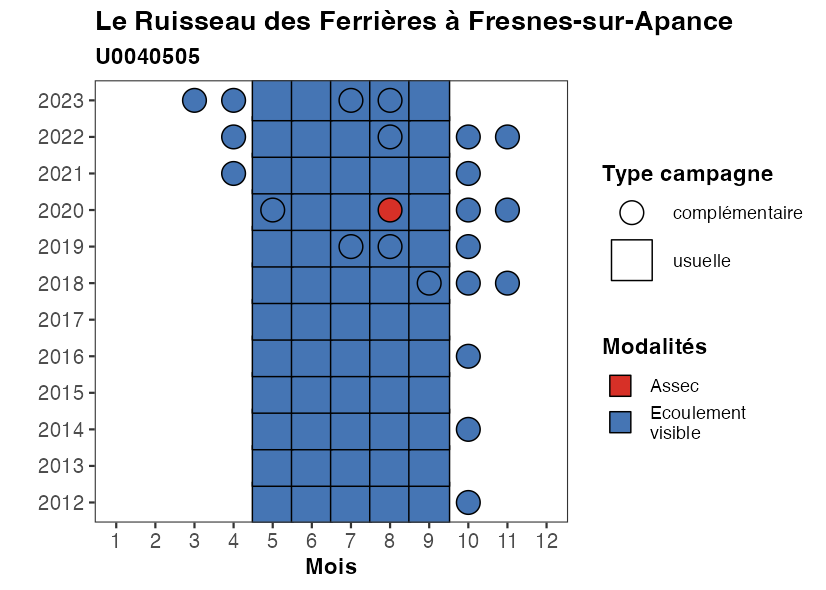 Le Ruisseau des Ferrières à Fresnes-sur-Apance
U0040505
2023
2022
2021
2020
2019
2018
2017
2016
2015
2014
2013
2012
1 2 3 4 5 6 7 8 9 10 11 12
Mois
Type campagne
complémentaire
usuelle
Modalités
Assec
Ecoulement
visible